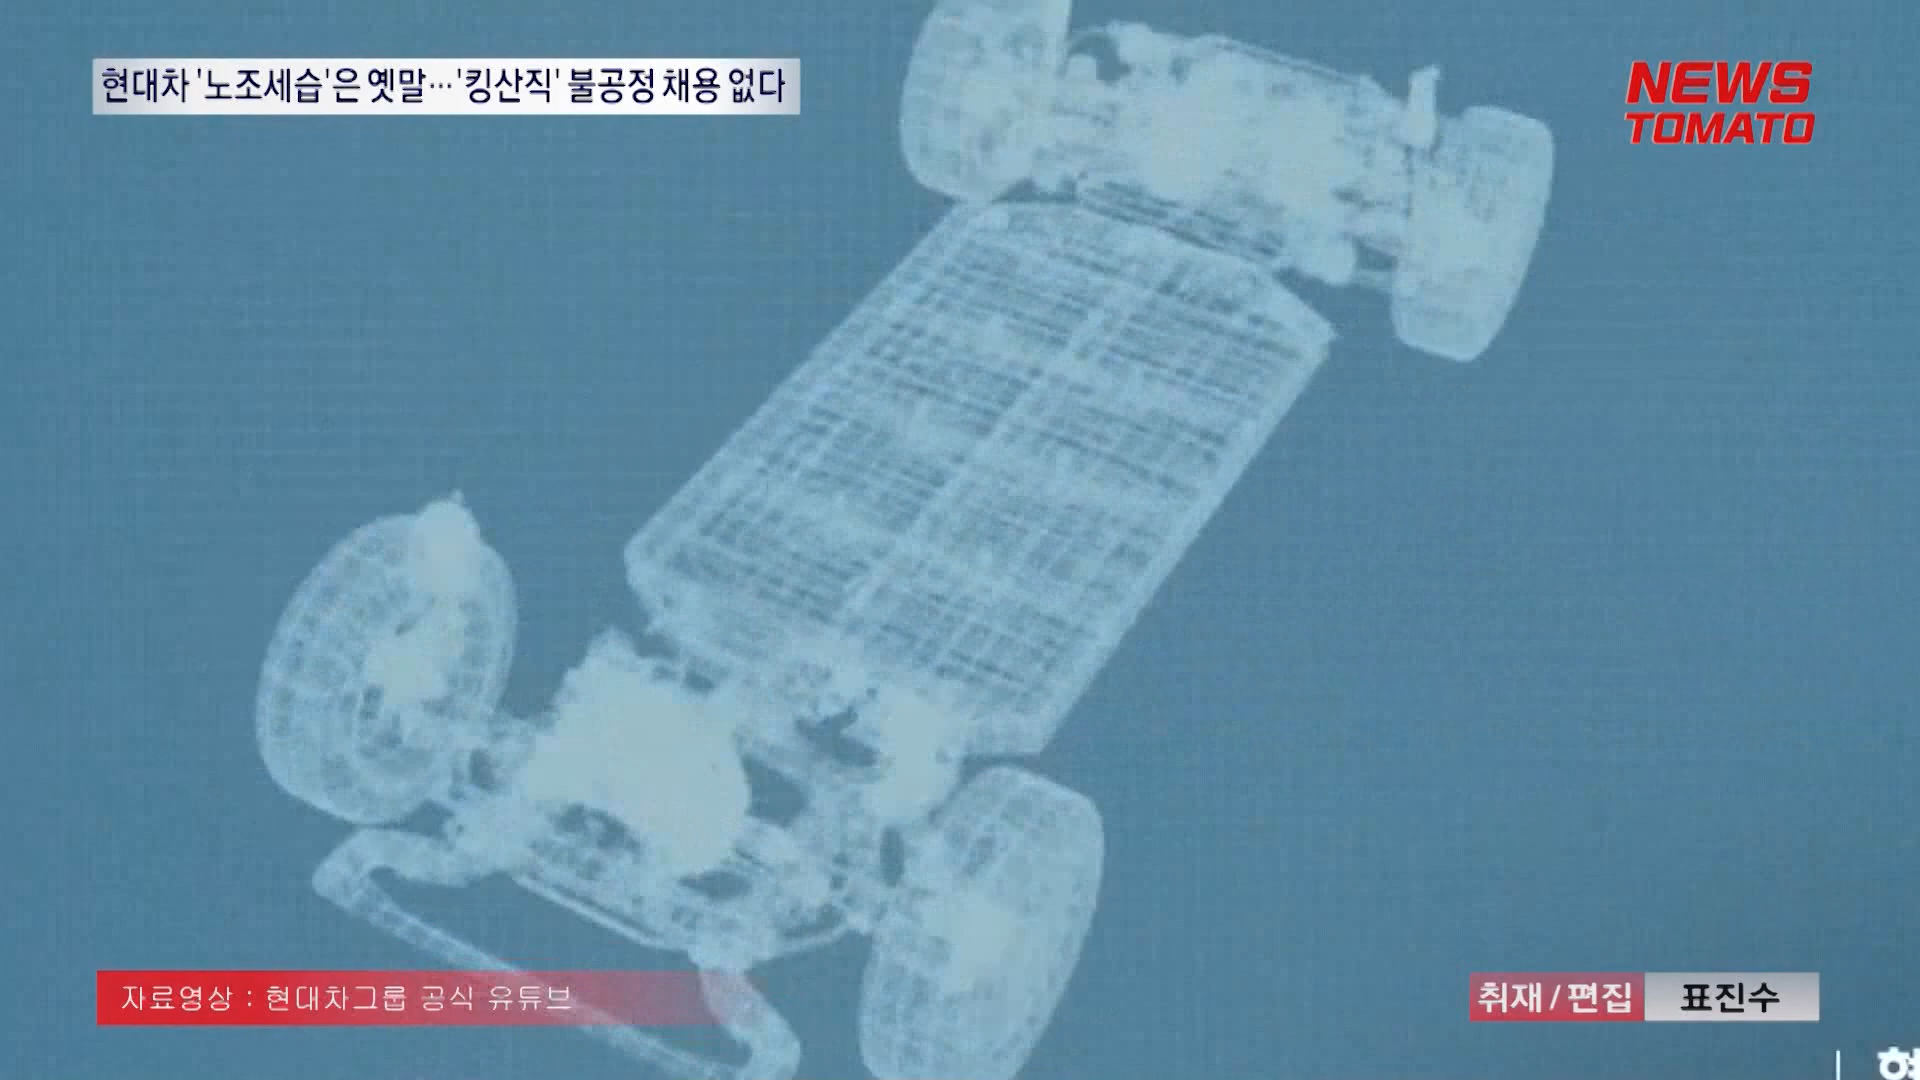 현대차 '노조세습'은 옛말…'킹산직' 불공정 채용 없다
NEWS
TOMATO
자료영상 : 현대차그룹 공식 유튜브
취재/편집 표진수